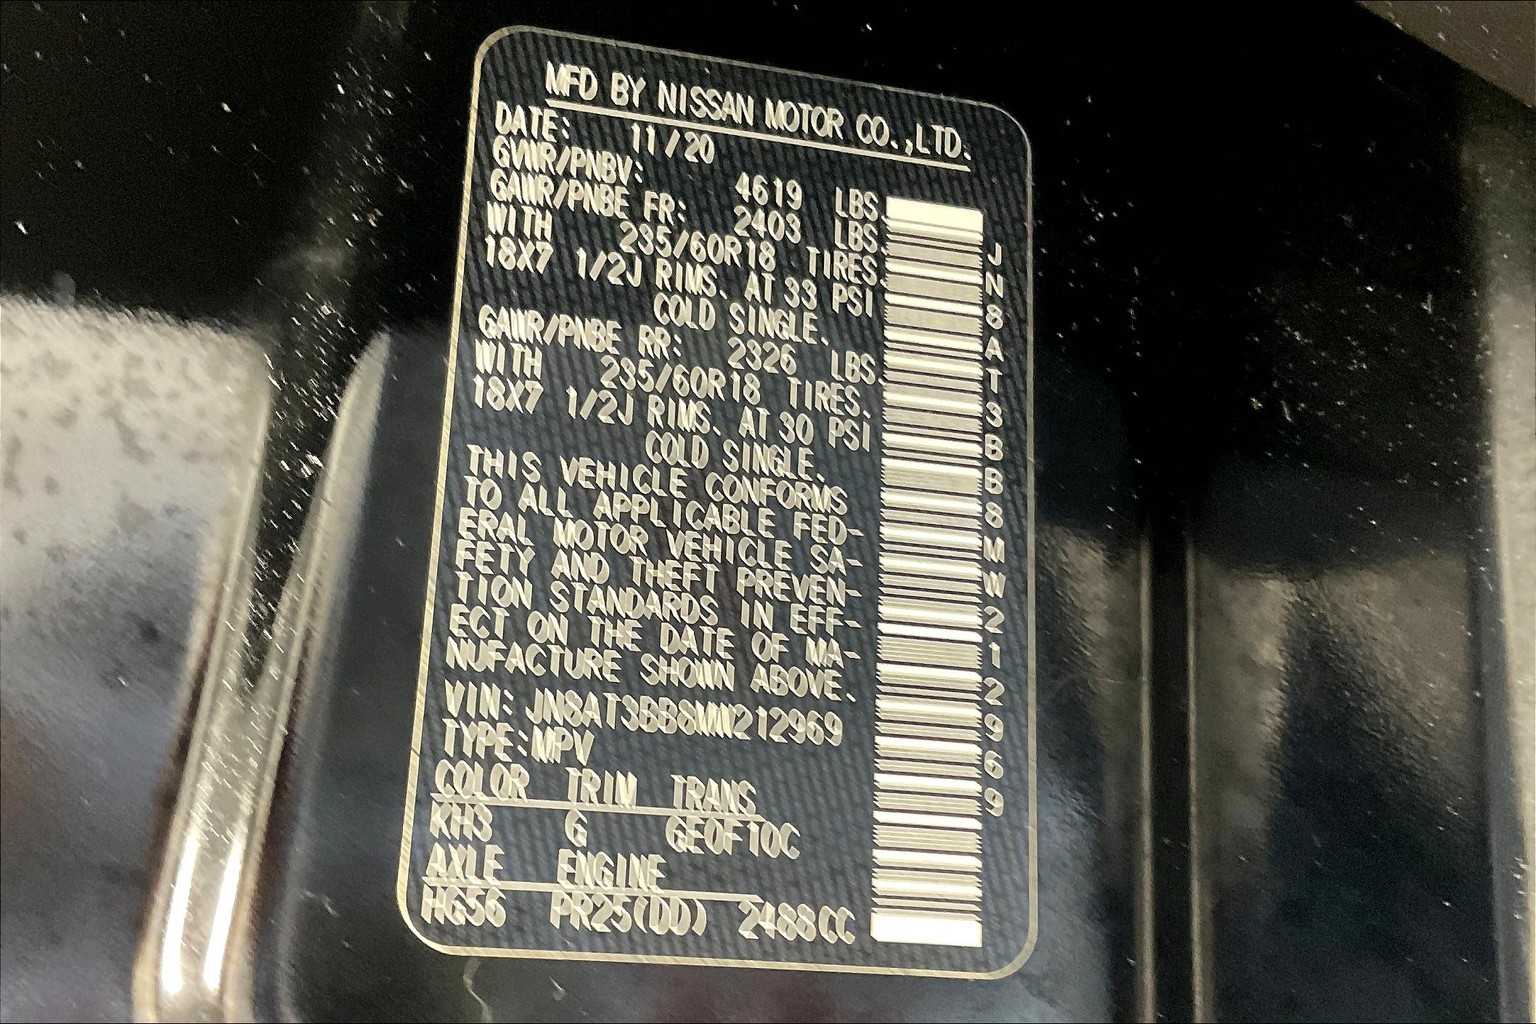 MFD BY NISSAN MOTOR CO.,LTD.
DATE: 11/20
GVWR/PNBV: 4619 LBS
GAWR/PNBE FR: 2403 LBS
WITH 235/60R18 TIRES.
18X7 1/2J RIMS. AT 33 PSI
COLD SINGLE.
GAWR/PNBE RR: 2326 LBS
WITH 235/60R18 TIRES.
18X7 1/2J RIMS. AT 30 PSI
COLD SINGLE.
THIS VEHICLE CONFORMS
TO ALL APPLICABLE FED-
ERAL MOTOR VEHICLE SA-
FETY AND THEFT PREVEN-
TION STANDARDS IN EFF-
ECT ON THE DATE OF MA-
NUFACTURE SHOWN ABOVE.
VIN: JN8AT3BB8MW212969
TYPE:MPV
COLOR TRIM TRANS
KH3 G GE0F10C
AXLE ENGINE
HG56 PR25(DD) 2488CC
JN8AT3BB8MW212969